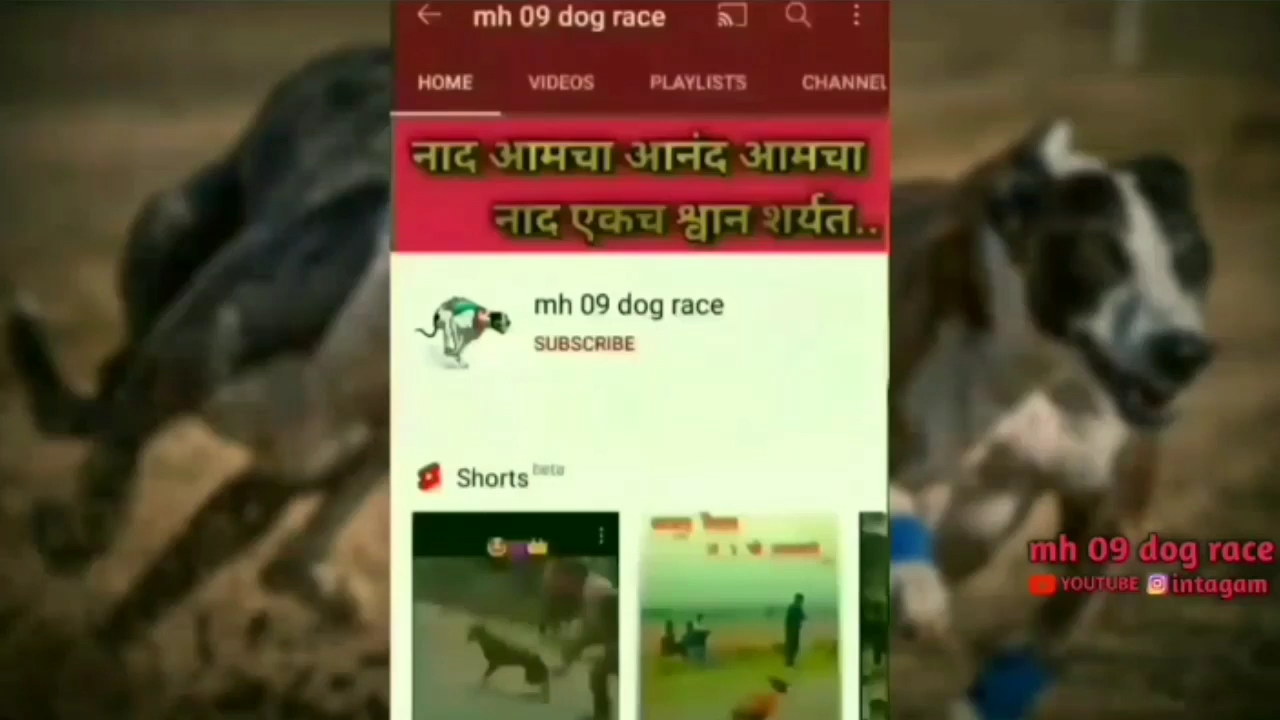 mh 09 dog race
HOME VIDEOS PLAYLISTS CHANNEL
नाद आमचा आनंद आमचा
नाद एकच श्वान शर्यत..
mh 09 dog race
SUBSCRIBE
Shorts beta
mh 09 dog race
YOUTUBE intagam